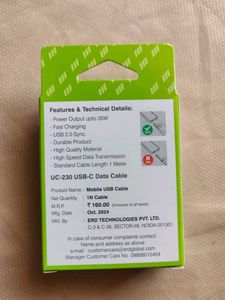 Features & Technical Details:
- Power Output upto 35W
- Fast Charging
- USB 2.0 Sync
- Durable Product
- High Quality Material
- High Speed Data Transmission
- Standard Cable Length 1 Meter
UC-230 USB-C Data Cable
Product Name : Mobile USB Cable
Net Quantity : 1N Cable
M.R.P. : ₹ 160.00 (Inclusive of all taxes)
Mfg. Date : Oct. 2024
Mfd By : ERD TECHNOLOGIES PVT. LTD.
C-3 & C-38, SECTOR-59, NOIDA-201301
In case of consumer complaints contact:
Name and address as above
e-mail : customercare@erdglobal.com
Manager Customer Care No. 09868015454